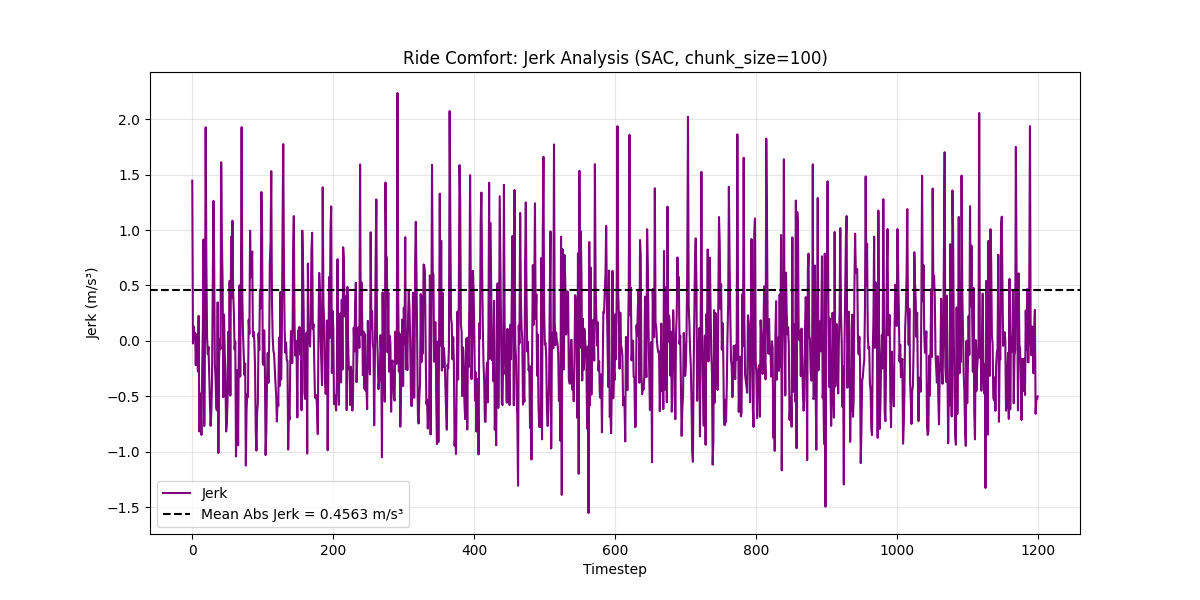 Ride Comfort: Jerk Analysis (SAC, chunk_size=100)
Jerk (m/s³)
2.0
1.5
1.0
0.5
0.0
−0.5
−1.0
−1.5
Jerk
Mean Abs Jerk = 0.4563 m/s³
0 200 400 600 800 1000 1200
Timestep